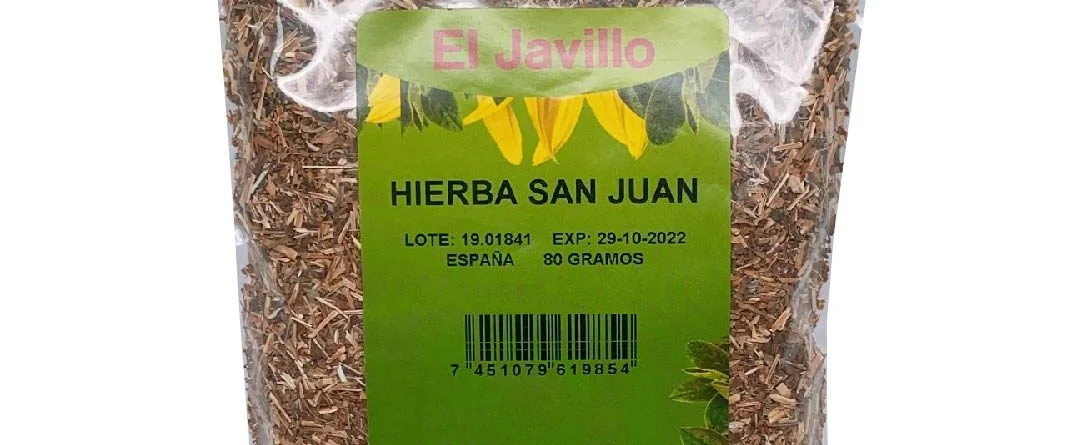 El Javillo
HIERBA SAN JUAN
LOTE: 19.01841 EXP: 29-10-2022
ESPAÑA 80 GRAMOS
7 451079 619854